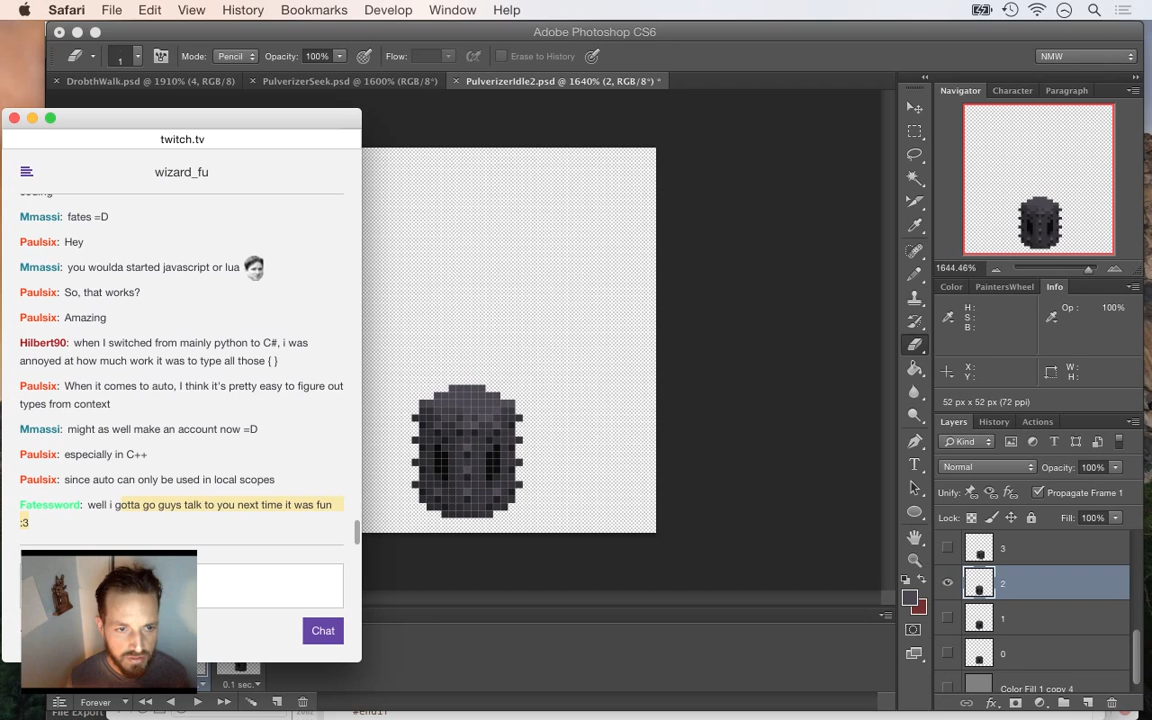 Safari File Edit View History Bookmarks Develop Window Help
Adobe Photoshop CS6
1 Mode: Pencil Opacity: 100% Flow: Erase to History NMW
× DrobthWalk.psd @ 1910% (4, RGB/8) × PulverizerSeek.psd @ 1600% (RGB/8*) × PulverizerIdle2.psd @ 1640% (2, RGB/8*) *
twitch.tv
wizard_fu
Mmassi: fates =D
Paulsix: Hey
Mmassi: you woulda started javascript or lua
Paulsix: So, that works?
Paulsix: Amazing
Hilbert90: when I switched from mainly python to C#, i was
annoyed at how much work it was to type all those { }
Paulsix: When it comes to auto, I think it's pretty easy to figure out
types from context
Mmassi: might as well make an account now =D
Paulsix: especially in C++
Paulsix: since auto can only be used in local scopes
Fatessword: well i gotta go guys talk to you next time it was fun
:3
Chat
0.1 sec.
Forever
#endif
Navigator Character Paragraph
1644.46%
Color PaintersWheel Info
H: Op: 100%
S:
B:
X: W:
Y: H:
52 px x 52 px (72 ppi)
Layers History Actions
Kind
Normal Opacity: 100%
Unify: Propagate Frame 1
Lock: Fill: 100%
3
2
1
0
Color Fill 1 copy 4